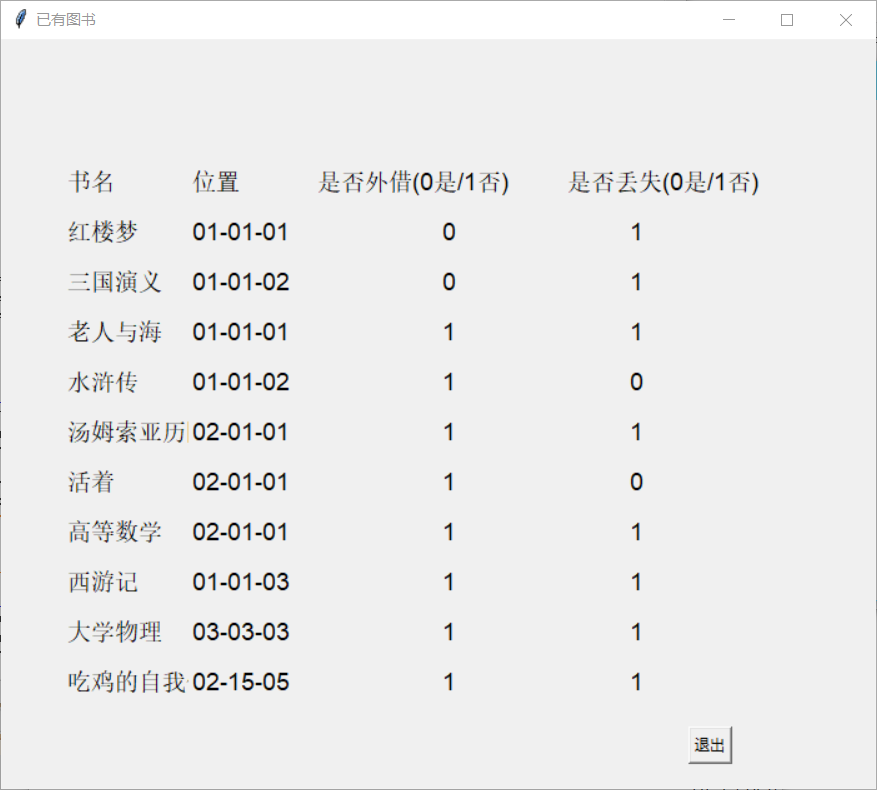 已有图书
书名 位置 是否外借(0是/1否) 是否丢失(0是/1否)
红楼梦 01-01-01 0 1
三国演义 01-01-02 0 1
老人与海 01-01-01 1 1
水浒传 01-01-02 1 0
汤姆索亚历 02-01-01 1 1
活着 02-01-01 1 0
高等数学 02-01-01 1 1
西游记 01-01-03 1 1
大学物理 03-03-03 1 1
吃鸡的自我 02-15-05 1 1
退出